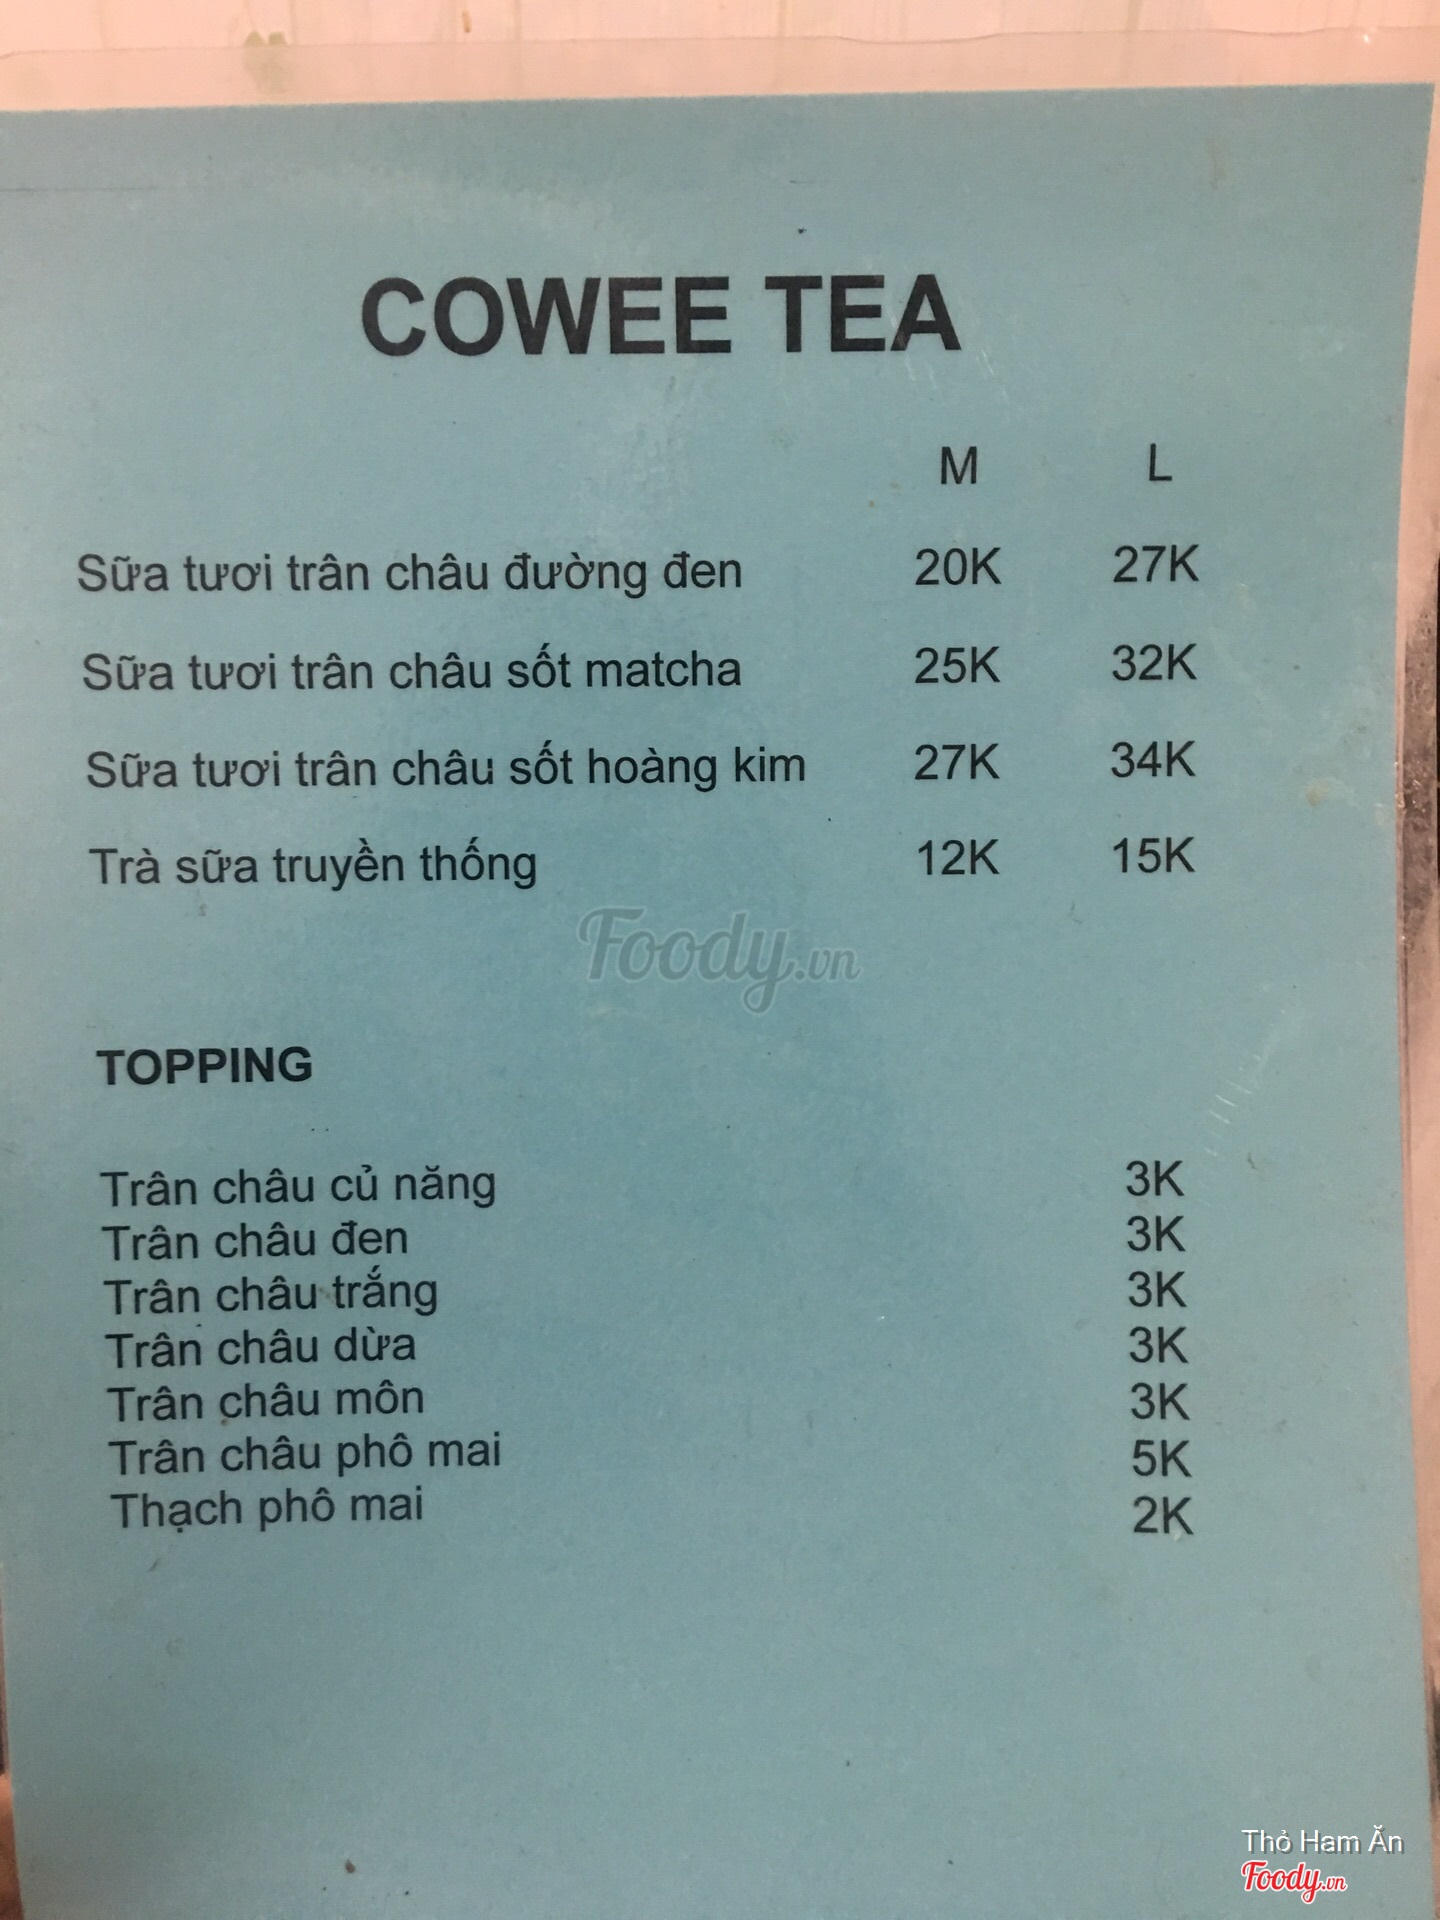 COWEE TEA
M L
Sữa tươi trân châu đường đen 20K 27K
Sữa tươi trân châu sốt matcha 25K 32K
Sữa tươi trân châu sốt hoàng kim 27K 34K
Trà sữa truyền thống 12K 15K
Foody.vn
TOPPING
Trân châu củ năng 3K
Trân châu đen 3K
Trân châu trắng 3K
Trân châu dừa 3K
Trân châu môn 3K
Trân châu phô mai 5K
Thạch phô mai 2K
Thỏ Ham Ăn
Foody.vn